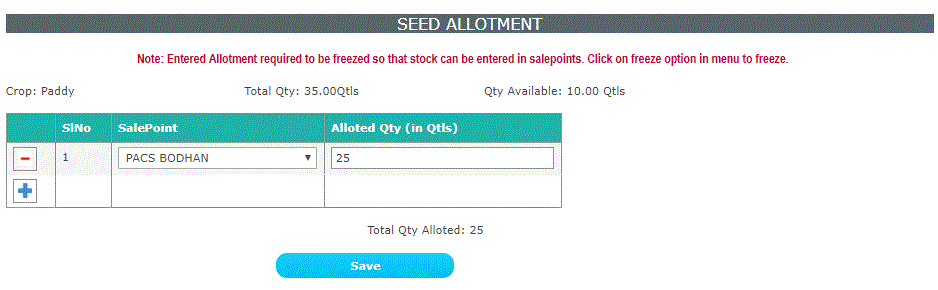 SEED ALLOTMENT
Note: Entered Allotment required to be freezed so that stock can be entered in salepoints. Click on freeze option in menu to freeze.
Crop: Paddy Total Qty: 35.00Qtls Qty Available: 10.00 Qtls
SlNo SalePoint Alloted Qty (in Qtls)
1 PACS BODHAN 25
Total Qty Alloted: 25
Save